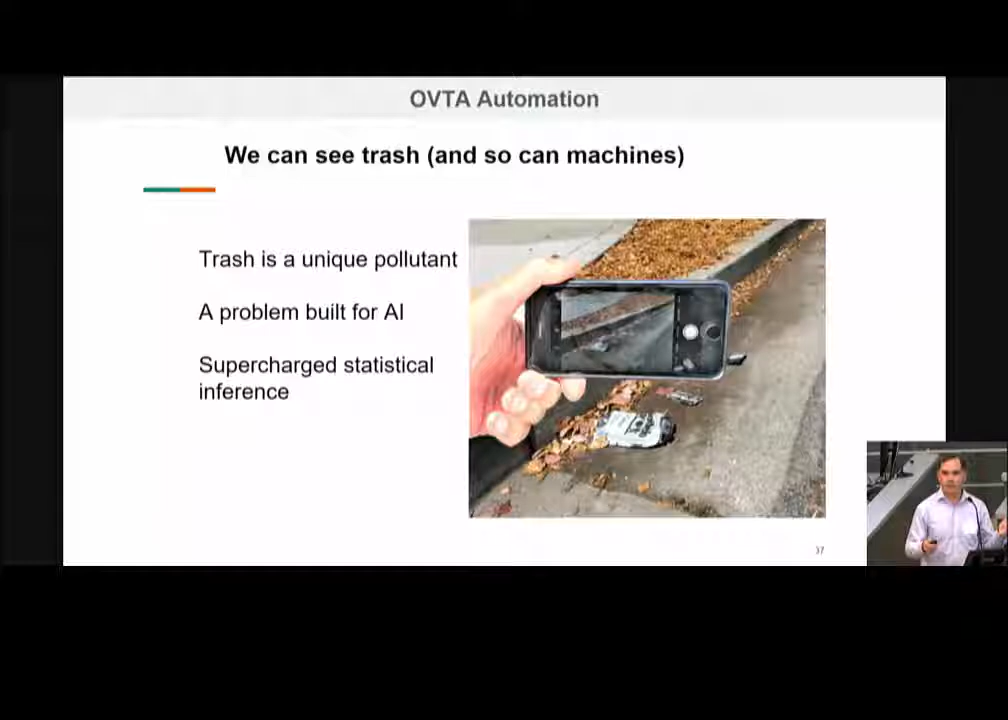 OVTA Automation
We can see trash (and so can machines)
Trash is a unique pollutant
A problem built for AI
Supercharged statistical
inference
37